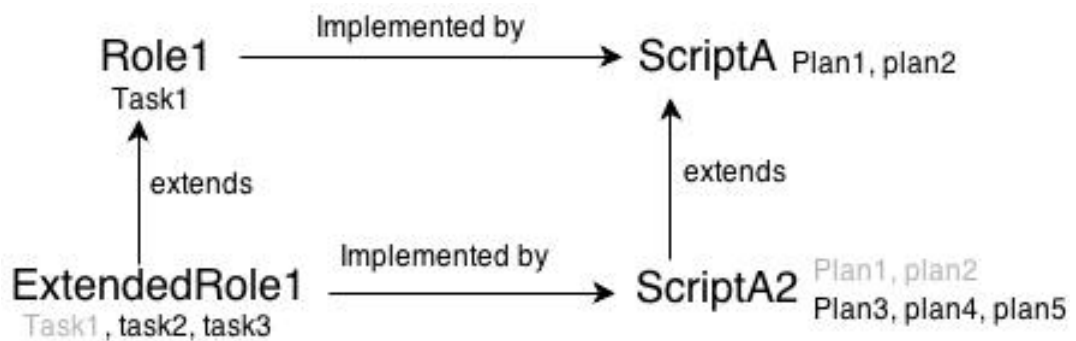 Implemented by
Role1
ScriptA Plan1, plan2
Task1
extends
extends
Implemented by
ExtendedRole1
ScriptA2
Plan1, plan2
Plan3, plan4, plan5
Task1, task2, task3